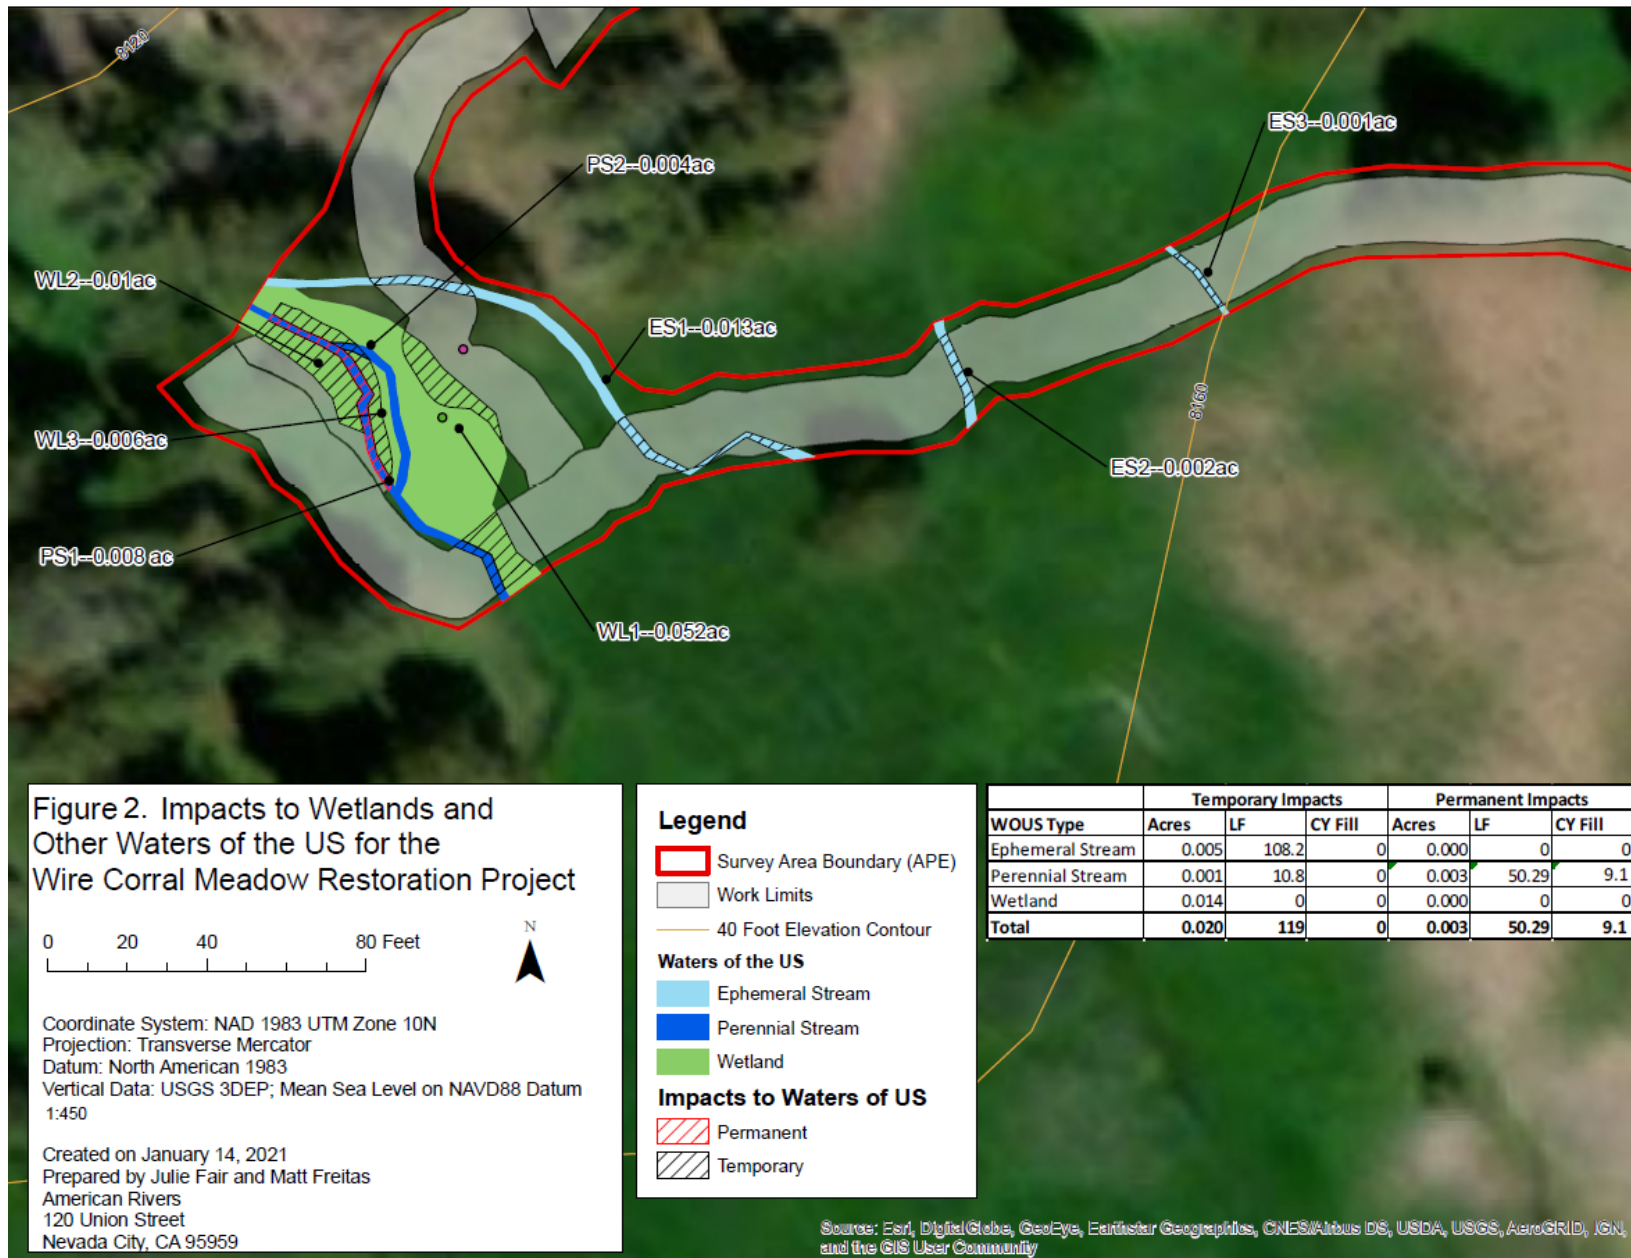 8120
ES3--0.001ac
PS2--0.004ac
WL2--0.01ac
ES1--0.013ac
8160
WL3--0.006ac
ES2--0.002ac
PS1--0.008 ac
WL1--0.052ac
Figure 2. Impacts to Wetlands and
Other Waters of the US for the
Wire Corral Meadow Restoration Project
N
0 20 40 80 Feet
Coordinate System: NAD 1983 UTM Zone 10N
Projection: Transverse Mercator
Datum: North American 1983
Vertical Data: USGS 3DEP; Mean Sea Level on NAVD88 Datum
1:450
Created on January 14, 2021
Prepared by Julie Fair and Matt Freitas
American Rivers
120 Union Street
Nevada City, CA 95959
Legend
Survey Area Boundary (APE)
Work Limits
40 Foot Elevation Contour
Waters of the US
Ephemeral Stream
Perennial Stream
Wetland
Impacts to Waters of US
Permanent
Temporary
Temporary Impacts Permanent Impacts
WOUS Type Acres LF CY Fill Acres LF CY Fill
Ephemeral Stream 0.005 108.2 0 0.000 0 0
Perennial Stream 0.001 10.8 0 0.003 50.29 9.1
Wetland 0.014 0 0 0.000 0 0
Total 0.020 119 0 0.003 50.29 9.1
Source: Esri, DigitalGlobe, GeoEye, Earthstar Geographics, CNES/Airbus DS, USDA, USGS, AeroGRID, IGN,
and the GIS User Community